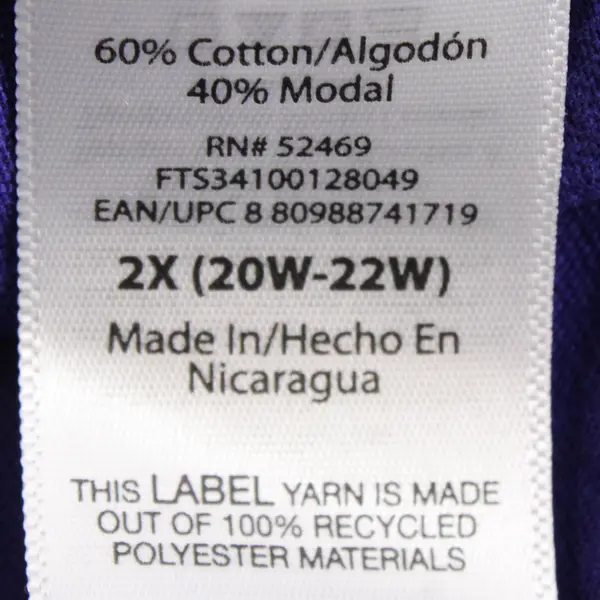 60% Cotton/Algodón
40% Modal
RN# 52469
FTS34100128049
EAN/UPC 8 80988741719
2X (20W-22W)
Made In/Hecho En
Nicaragua
THIS LABEL YARN IS MADE
OUT OF 100% RECYCLED
POLYESTER MATERIALS